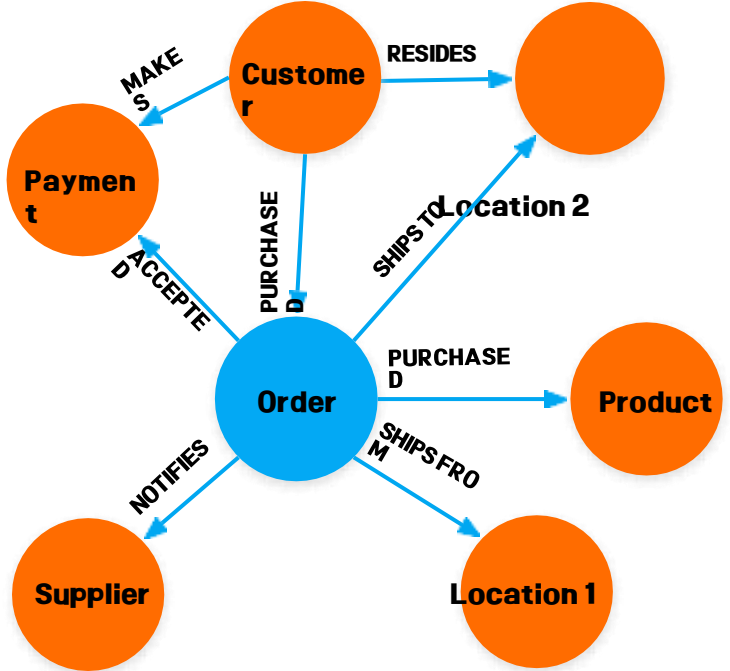 RESIDES
MAKE
S
Custome
r
Paymen
t
Location 2
SHIPS TO
PURCHASE
D
ACCEPTE
D
PURCHASE
D
Order
Product
SHIPS FRO
M
NOTIFIES
Supplier
Location 1